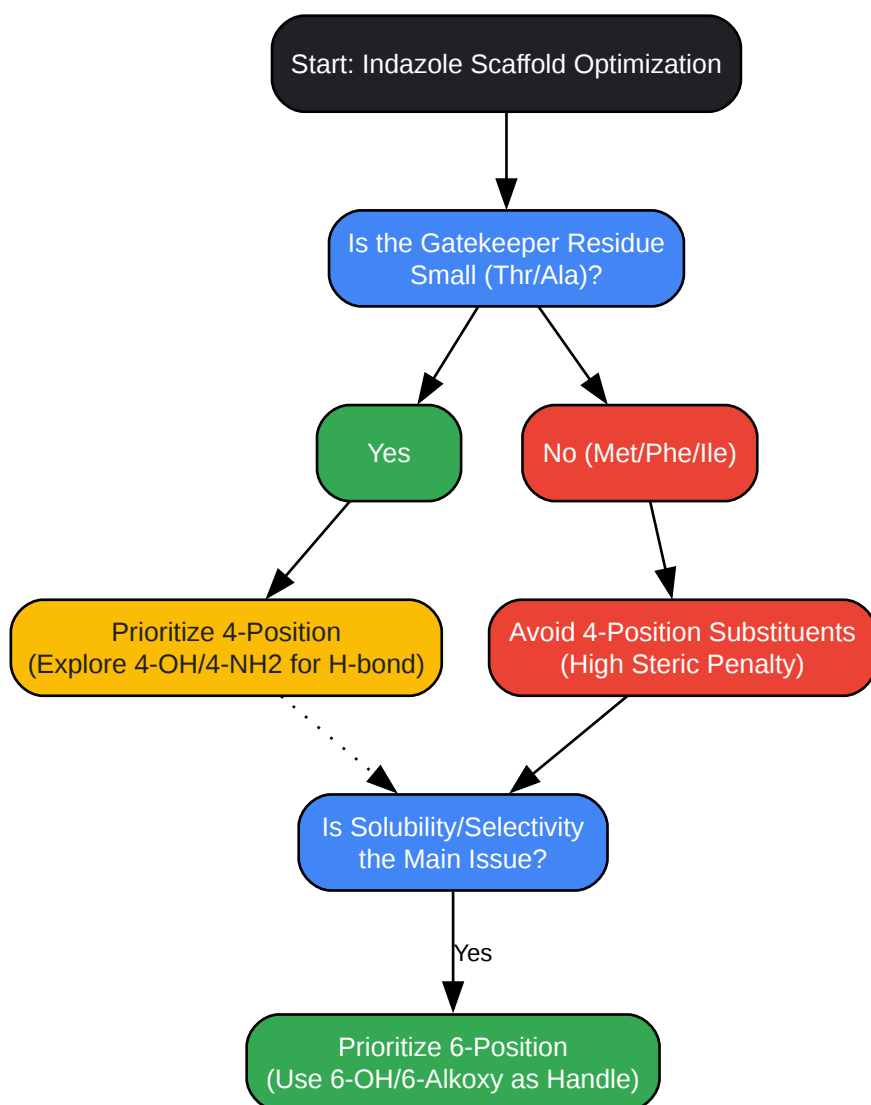 Start: Indazole Scaffold Optimization
Is the Gatekeeper Residue
Small (Thr/Ala)?
Yes
No (Met/Phe/Ile)
Prioritize 4-Position
(Explore 4-OH/4-NH2 for H-bond)
Avoid 4-Position Substituents
(High Steric Penalty)
Is Solubility/Selectivity
the Main Issue?
Yes
Prioritize 6-Position
(Use 6-OH/6-Alkoxy as Handle)